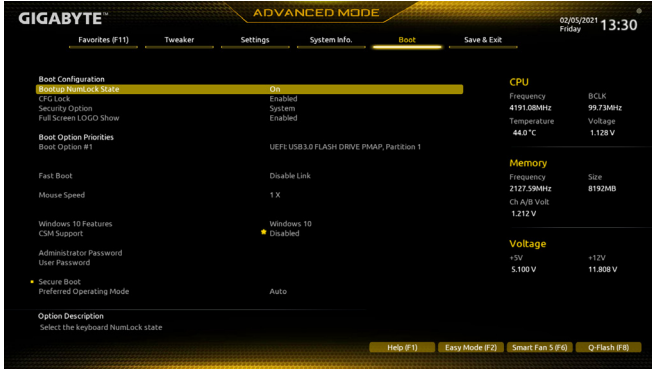 GIGABYTE™
ADVANCED MODE
02/05/2021 13:30
Friday
Favorites (F11) Tweaker Settings System Info. Boot Save & Exit
Boot Configuration
Bootup NumLock State On
CFG Lock Enabled
Security Option System
Full Screen LOGO Show Enabled
Boot Option Priorities
Boot Option #1 UEFI: USB3.0 FLASH DRIVE PMAP, Partition 1
Fast Boot Disable Link
Mouse Speed 1 X
Windows 10 Features Windows 10
CSM Support Disabled
Administrator Password
User Password
Secure Boot
Preferred Operating Mode Auto
CPU
Frequency BCLK
4191.08MHz 99.73MHz
Temperature Voltage
44.0 °C 1.128 V
Memory
Frequency Size
2127.59MHz 8192MB
Ch A/B Volt
1.212 V
Voltage
+5V +12V
5.100 V 11.808 V
Option Description
Select the keyboard NumLock state
Help (F1) Easy Mode (F2) Smart Fan 5 (F6) Q-Flash (F8)